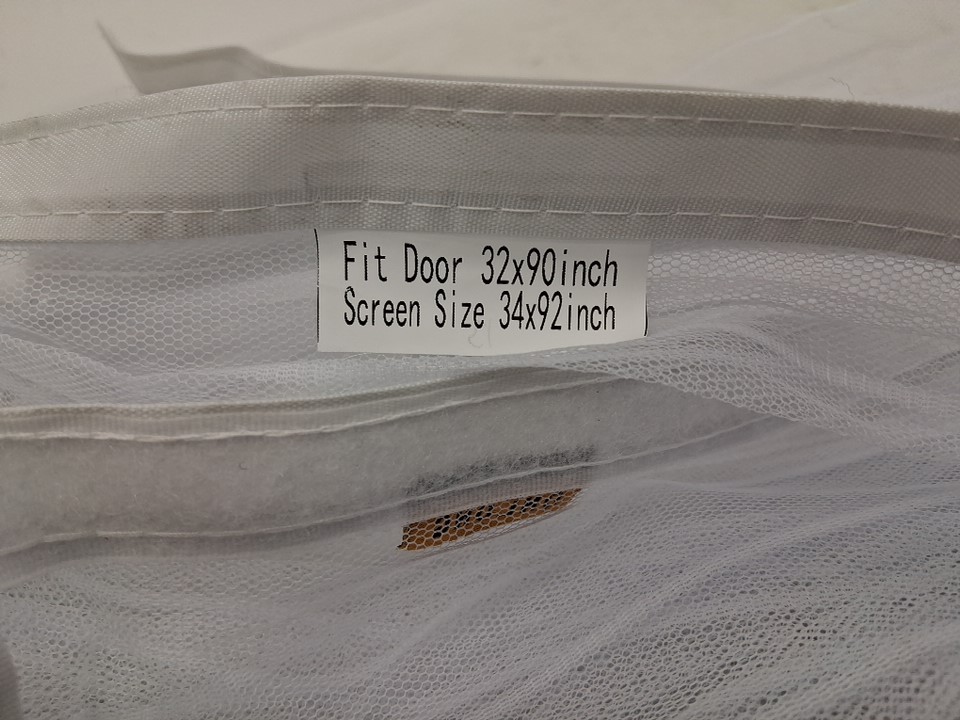 Fit Door 32x90inch
Screen Size 34x92inch